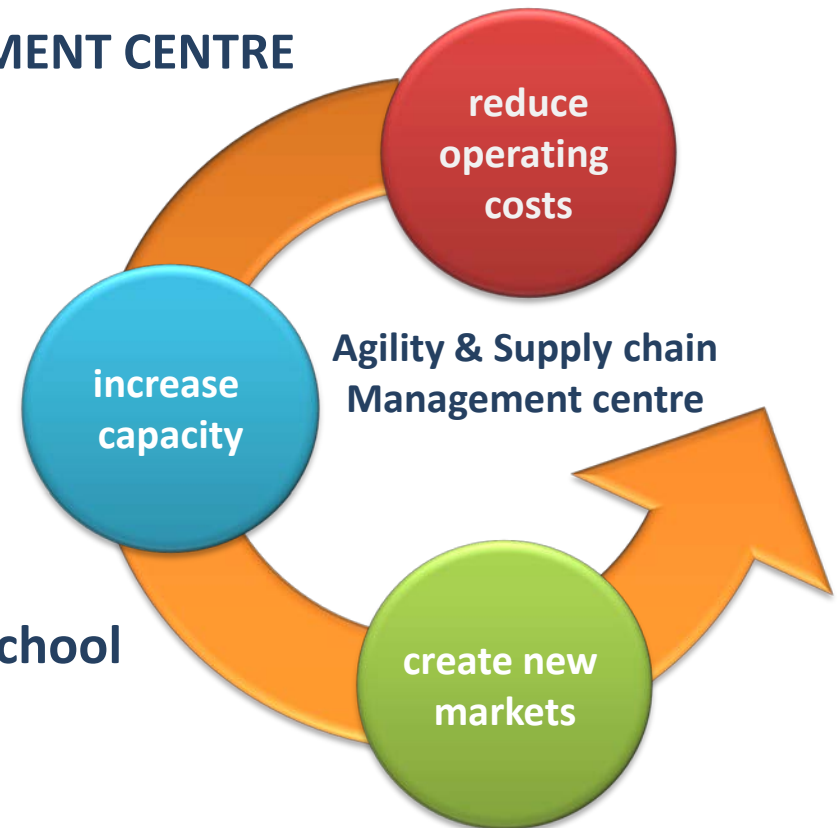 MENT CENTRE
reduce
operating
costs
Agility & Supply chain
Management centre
increase
capacity
chool
create new
markets